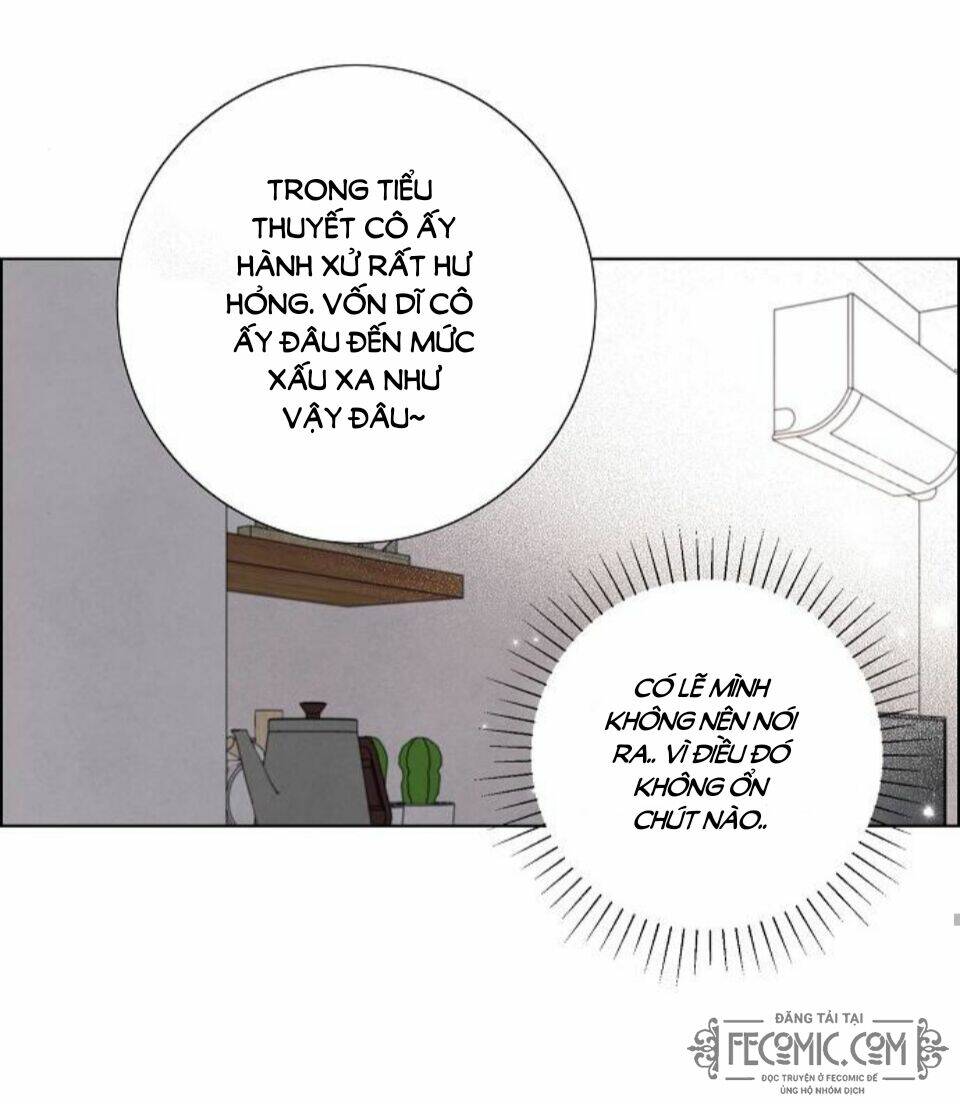 TRONG TIỂU
THUYẾT CÔ ẤY
HÀNH XỬ RẤT HƯ
HỎNG. VỐN DĨ CÔ
ẤY ĐÂU ĐẾN MỨC
XẤU XA NHƯ
VẬY ĐÂU~
CÓ LẼ MÌNH
KHÔNG NÊN NÓI
RA.. VÌ ĐIỀU ĐÓ
KHÔNG ỔN
CHÚT NÀO..
ĐĂNG TẢI TẠI
FECOMIC.COM
ĐỌC TRUYỆN Ở FECOMIC ĐỂ
ỦNG HỘ NHÓM DỊCH